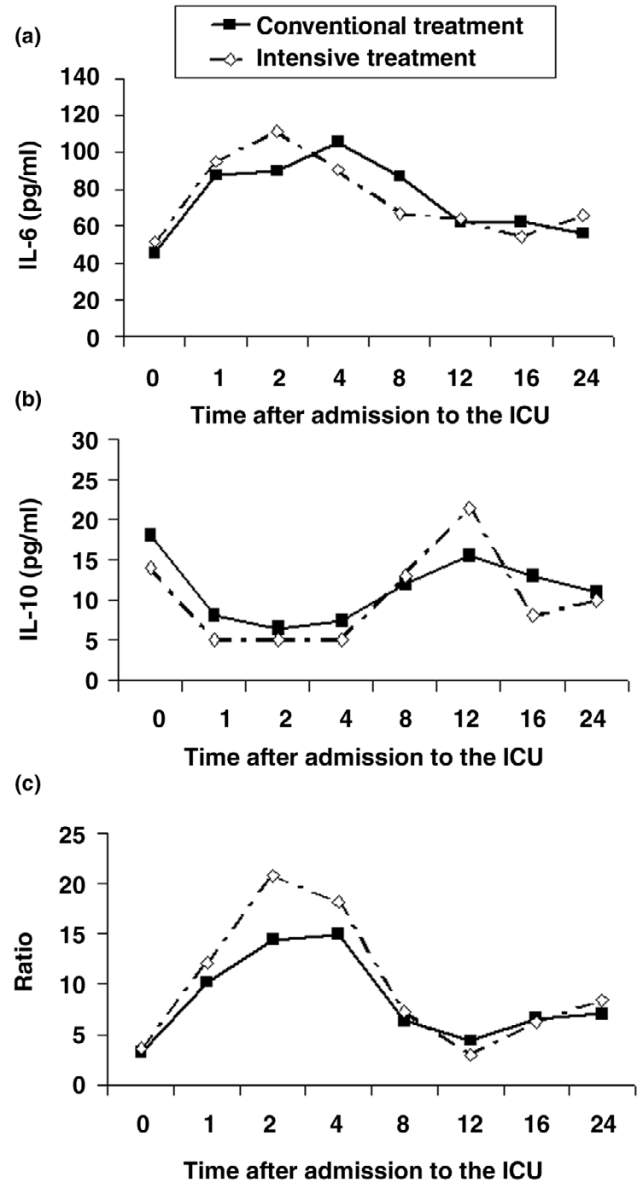 (a)
Conventional treatment
Intensive treatment
140
120
100
80
60
40
20
0
IL-6 (pg/ml)
0 1 2 4 8 12 16 24
Time after admission to the ICU
(b)
30
25
20
15
10
5
0
IL-10 (pg/ml)
0 1 2 4 8 12 16 24
Time after admission to the ICU
(c)
25
20
15
10
5
0
Ratio
0 1 2 4 8 12 16 24
Time after admission to the ICU